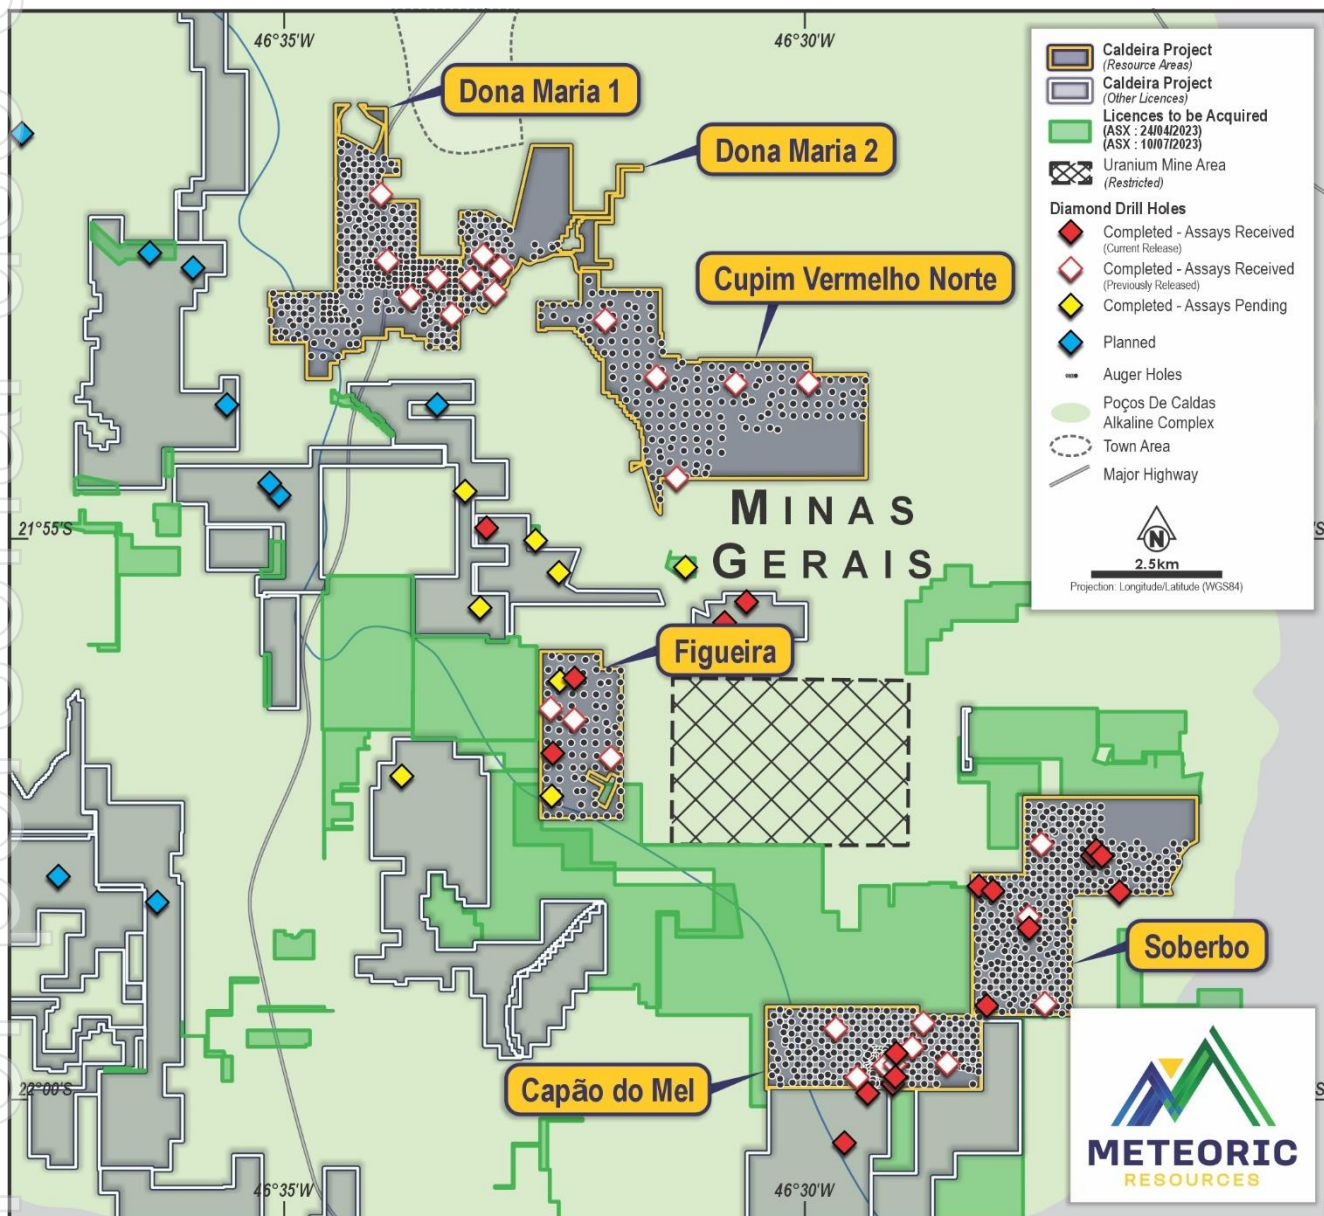 46°35'W
46°30'W
Dona Maria 1
Dona Maria 2
Cupim Vermelho Norte
Caldeira Project
(Resource Areas)
Caldeira Project
(Other Licences)
Licences to be Acquired
(ASX : 24/04/2023)
(ASX : 10/07/2023)
Uranium Mine Area
(Restricted)
Diamond Drill Holes
Completed - Assays Received
(Current Release)
Completed - Assays Received
(Previously Released)
Completed - Assays Pending
Planned
Auger Holes
Poços De Caldas
Alkaline Complex
Town Area
Major Highway
N
2.5km
Projection: Longitude/Latitude (WGS84)
21°55'S
MINAS
GERAIS
Figueira
Soberbo
Capão do Mel
22°00'S
46°35'W
46°30'W
METEORIC
RESOURCES